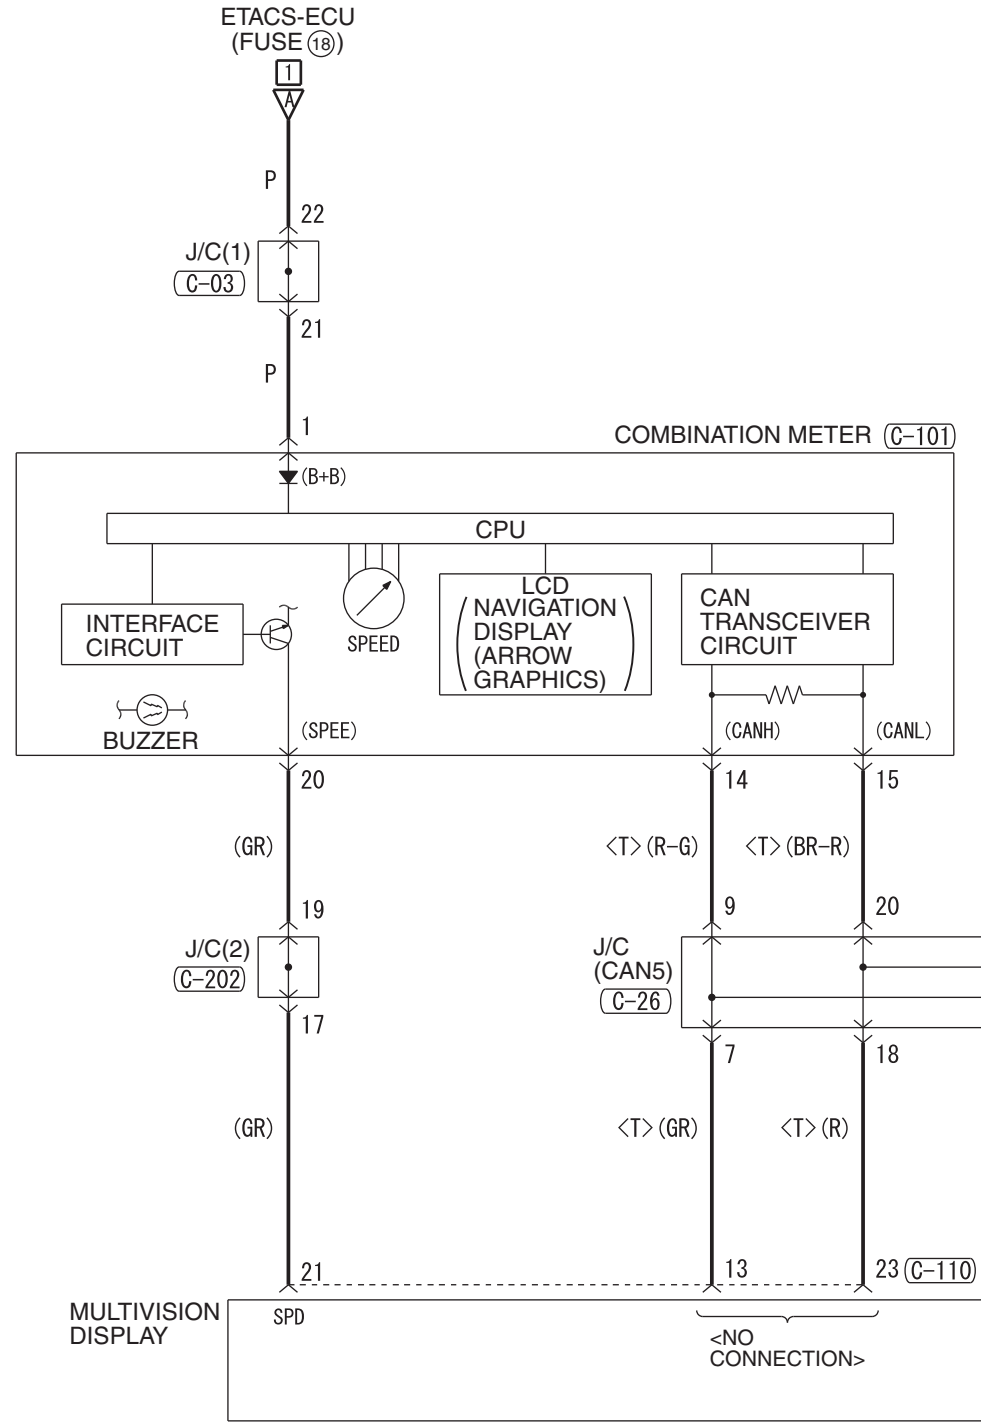 ETACS-ECU
(FUSE 18)
1
A
P
22
J/C(1)
C-03
21
P
1
COMBINATION METER C-101
(B+B)
CPU
INTERFACE
CIRCUIT
SPEED
LCD
NAVIGATION
DISPLAY
(ARROW
GRAPHICS)
CAN
TRANSCEIVER
CIRCUIT
BUZZER
(SPEE)
(CANH)
(CANL)
20
14
15
(GR)
<T>(R-G)
<T>(BR-R)
19
9
20
J/C(2)
C-202
J/C
(CAN5)
C-26
17
7
18
(GR)
<T>(GR)
<T>(R)
21
13
23 C-110
MULTIVISION
DISPLAY
SPD
<NO
CONNECTION>